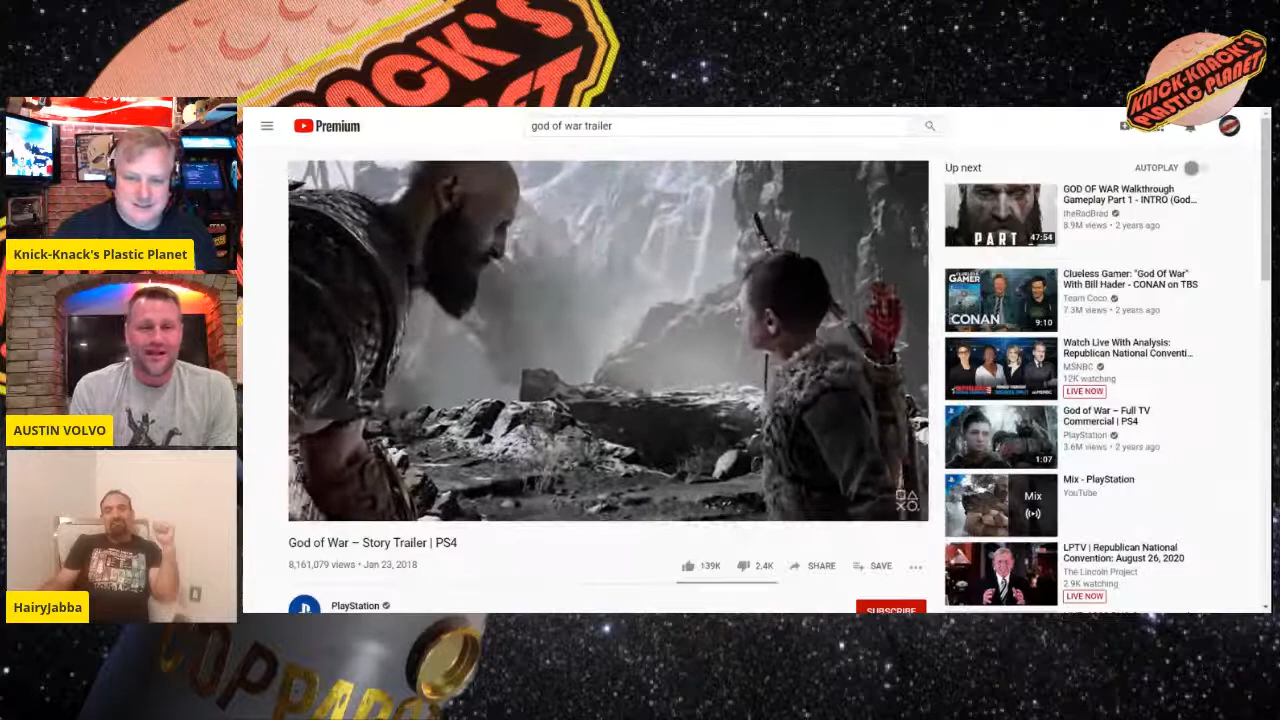 KNACK'S
KNICK-KNACK'S
PLASTIC PLANET
Premium
god of war trailer
Knick-Knack's Plastic Planet
AUSTIN VOLVO
HairyJabba
God of War – Story Trailer | PS4
8,161,079 views • Jan 23, 2018
139K
2.4K
SHARE
SAVE
PlayStation
SUBSCRIBE
Up next
AUTOPLAY
PART
47:54
GOD OF WAR Walkthrough
Gameplay Part 1 - INTRO (God...
theRadBrad
8.9M views • 2 years ago
CLUELESS
GAMER
CONAN
9:10
Clueless Gamer: "God Of War"
With Bill Hader - CONAN on TBS
Team Coco
7.3M views • 2 years ago
Watch Live With Analysis:
Republican National Conventi...
MSNBC
12K watching
LIVE NOW
1:07
God of War – Full TV
Commercial | PS4
PlayStation
3.6M views • 2 years ago
Mix
Mix - PlayStation
YouTube
LPTV | Republican National
Convention: August 26, 2020
The Lincoln Project
2.9K watching
LIVE NOW